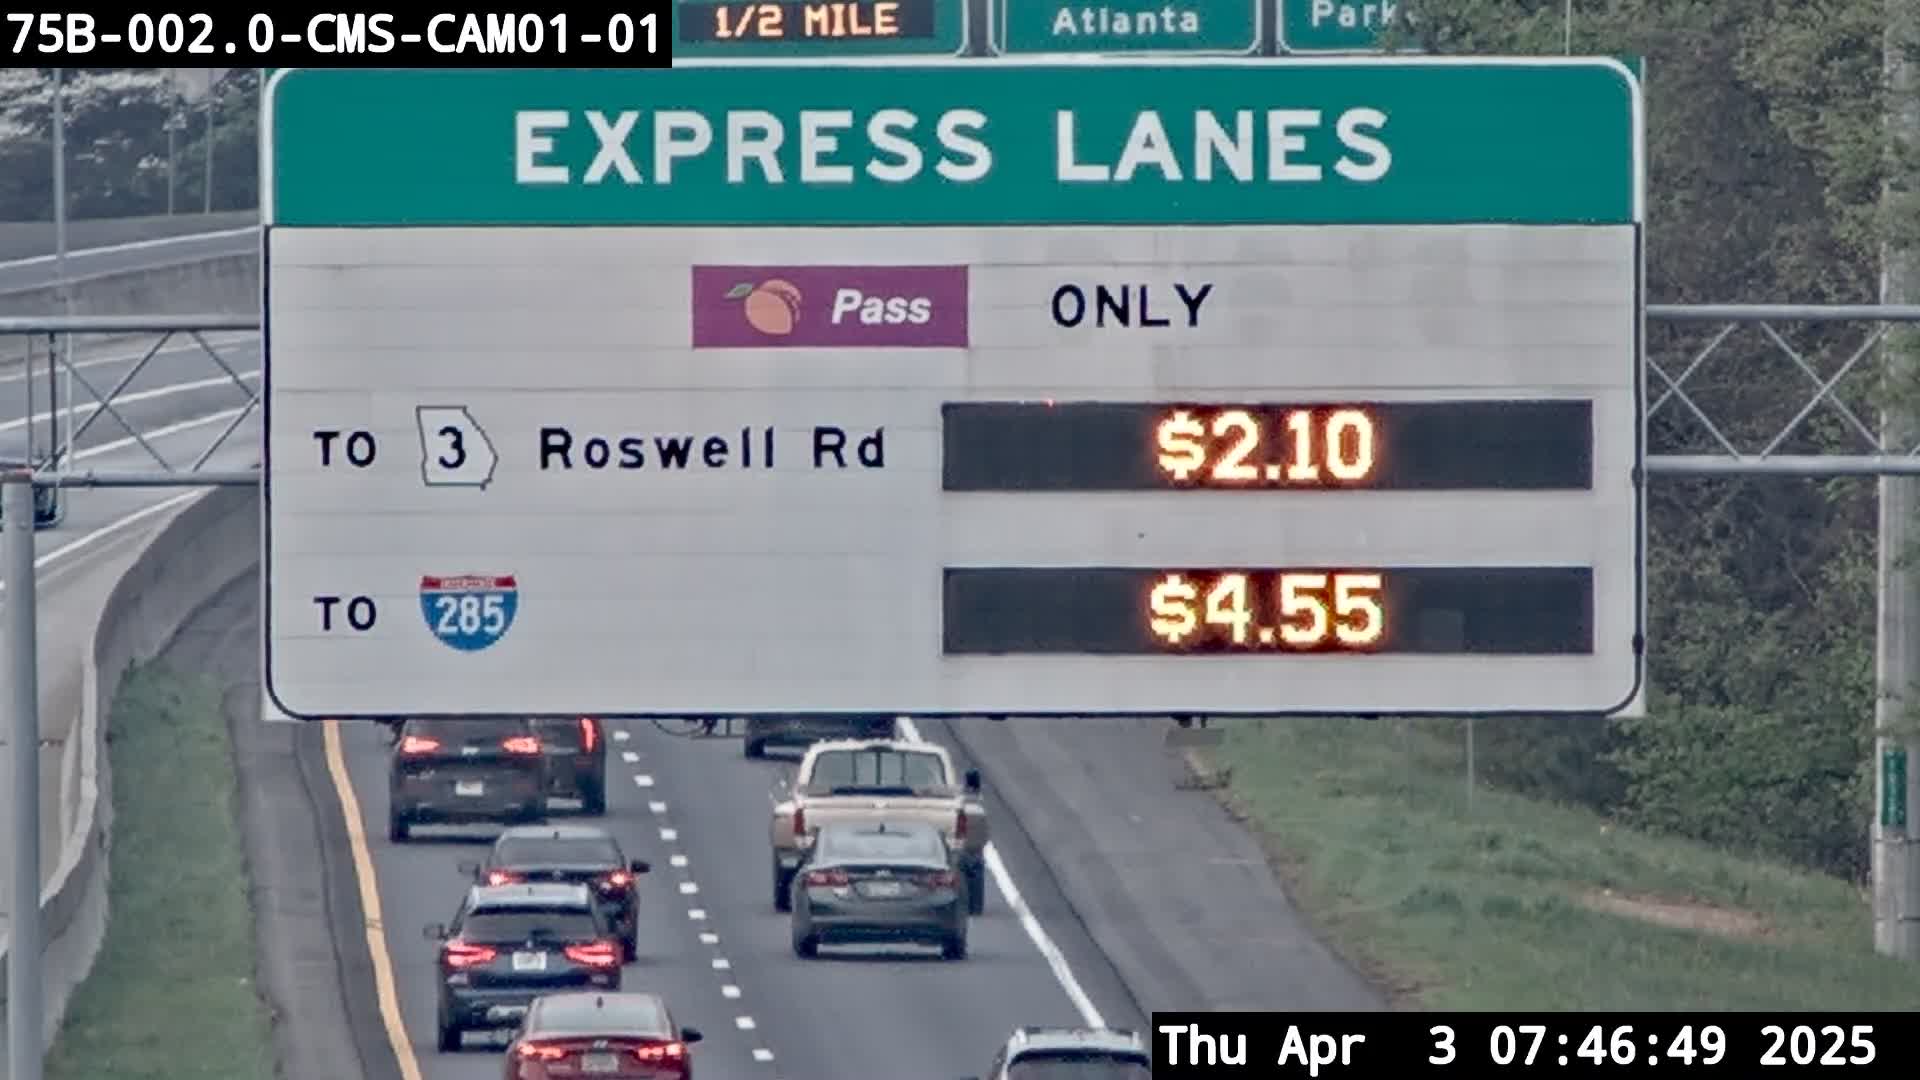 75B-002.0-CMS-CAM01-01
1/2 MILE
Atlanta
Park
EXPRESS LANES
Pass ONLY
TO 3 Roswell Rd $2.10
TO 285 $4.55
Thu Apr 3 07:46:49 2025